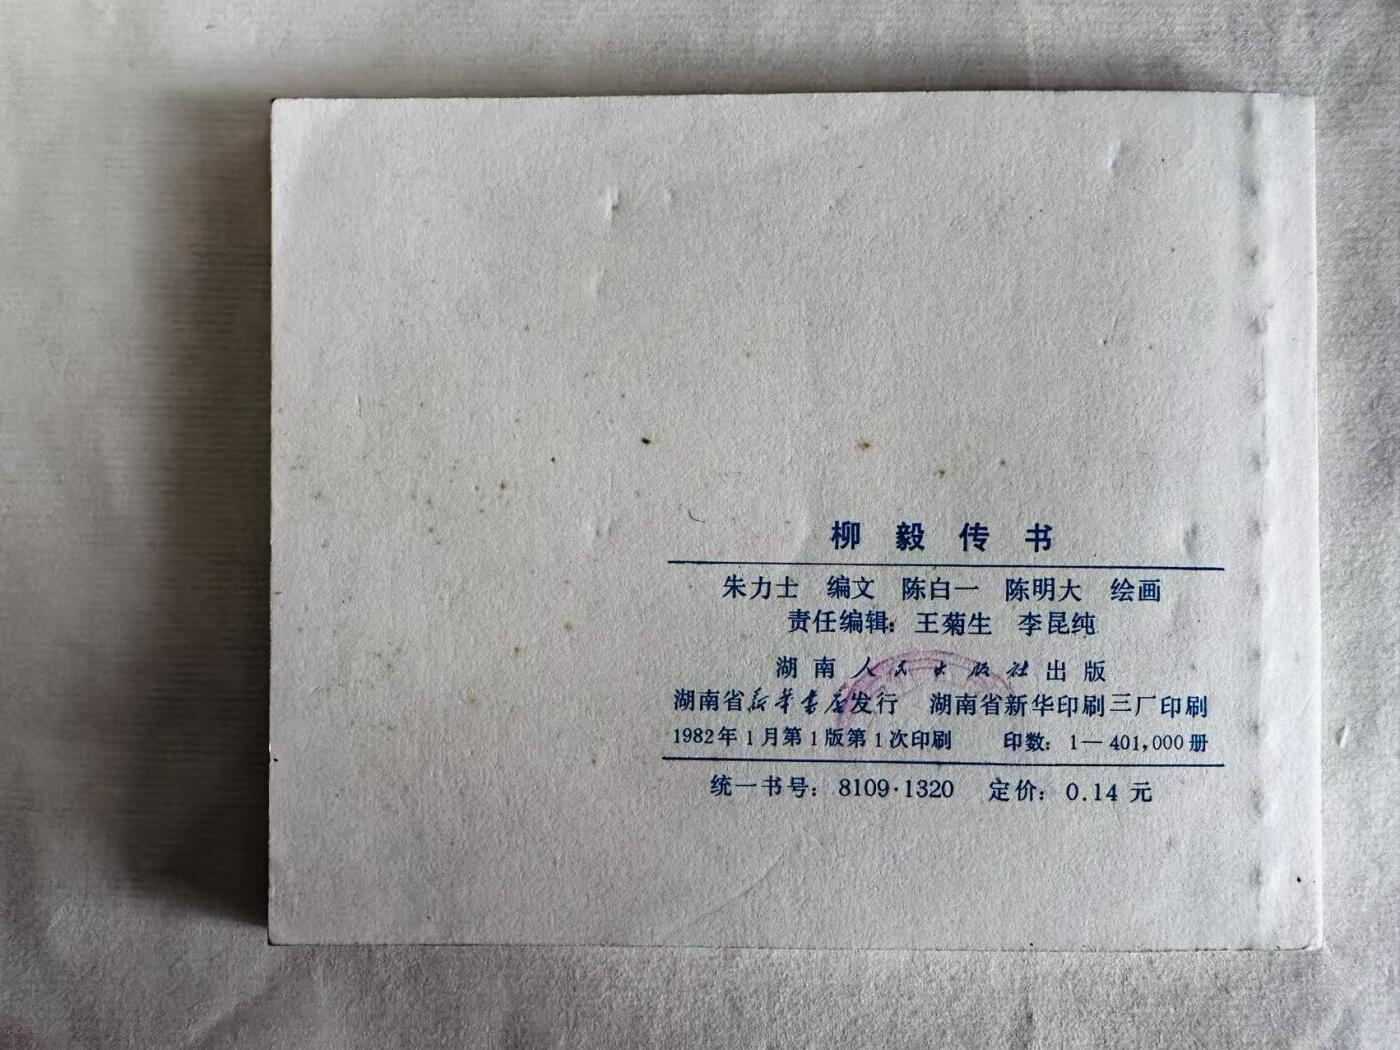 柳毅传书
朱力士 编文 陈白一 陈明大 绘画
责任编辑：王菊生 李昆纯
湖南人民出版社出版
湖南省新华书店发行 湖南省新华印刷三厂印刷
1982年1月第1版第1次印刷 印数：1—401,000册
统一书号：8109·1320 定价：0.14元